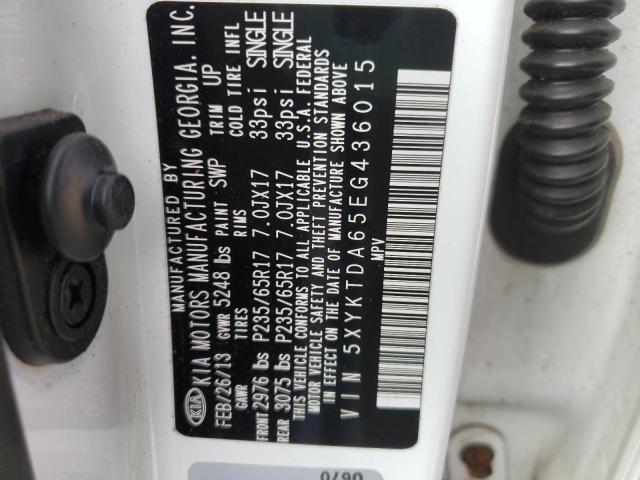 MANUFACTURED BY
KIA KIA MOTORS MANUFACTURING GEORGIA. INC.
FEB/26/13 GVWR 5248 lbs PAINT SWP TRIM UP
GAWR TIRES RIMS COLD TIRE INFL
FRONT 2976 lbs P235/65R17 7.0JX17 33psi SINGLE
REAR 3075 lbs P235/65R17 7.0JX17 33psi SINGLE
THIS VEHICLE CONFORMS TO ALL APPLICABLE U.S.A. FEDERAL
MOTOR VEHICLE SAFETY AND THEFT PREVENTION STANDARDS
IN EFFECT ON THE DATE OF MANUFACTURE SHOWN ABOVE
VIN 5XYKTDA65EG436015
MPV
0670